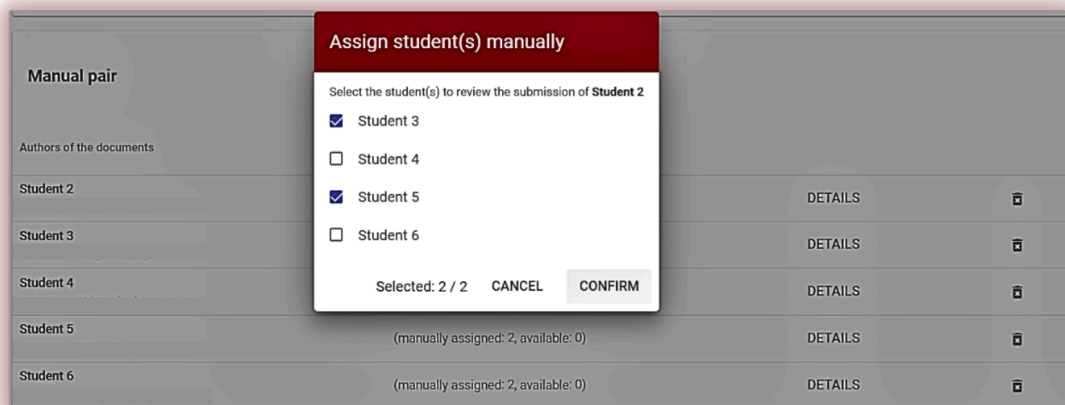 Assign student(s) manually
Manual pair
Select the student(s) to review the submission of Student 2
Student 3
Student 4
Student 5
Student 6
Selected: 2 / 2 CANCEL CONFIRM
Authors of the documents
Student 2 DETAILS
Student 3 DETAILS
Student 4 DETAILS
Student 5 (manually assigned: 2, available: 0) DETAILS
Student 6 (manually assigned: 2, available: 0) DETAILS